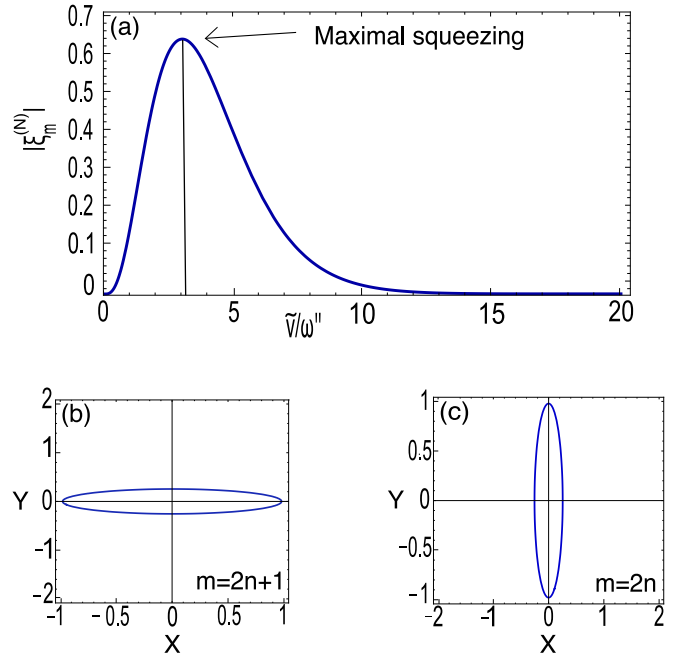 (a)
Maximal squeezing
0.7
0.6
0.5
0.4
0.3
0.2
0.1
0
|ξₘ⁽ᴺ⁾|
0 5 10 15 20
Ṽ/ω"
(b)
2
1
0
−1
−2
Y
m=2n+1
−1 −0.5 0 0.5 1
X
(c)
1
0.5
0
−0.5
−1
Y
m=2n
−2 −1 0 1 2
X